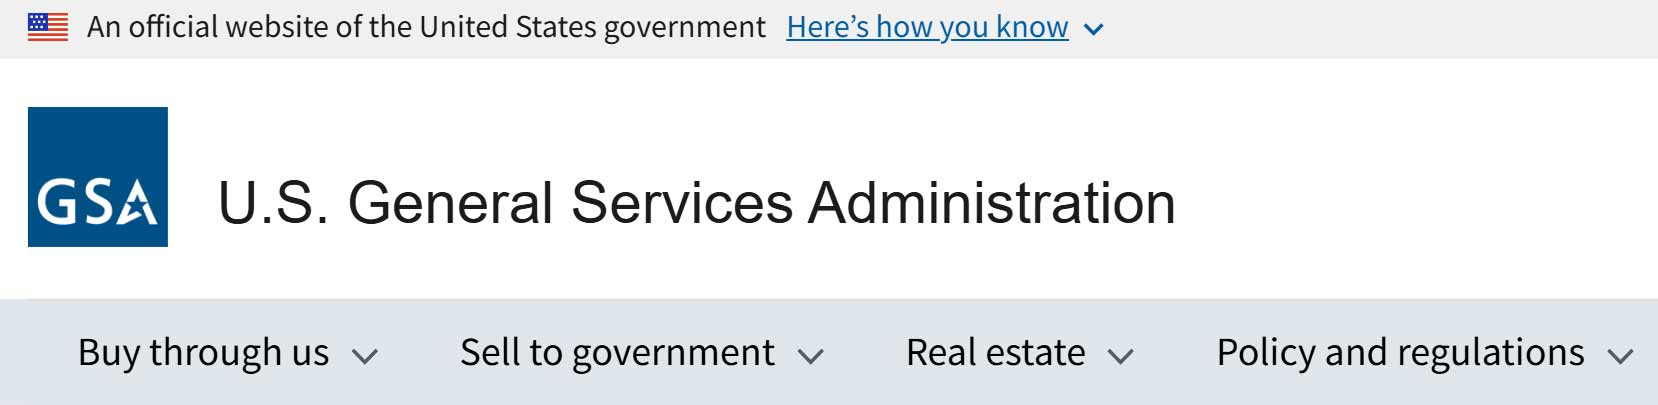 An official website of the United States government Here’s how you know
GSA
U.S. General Services Administration
Buy through us Sell to government Real estate Policy and regulations